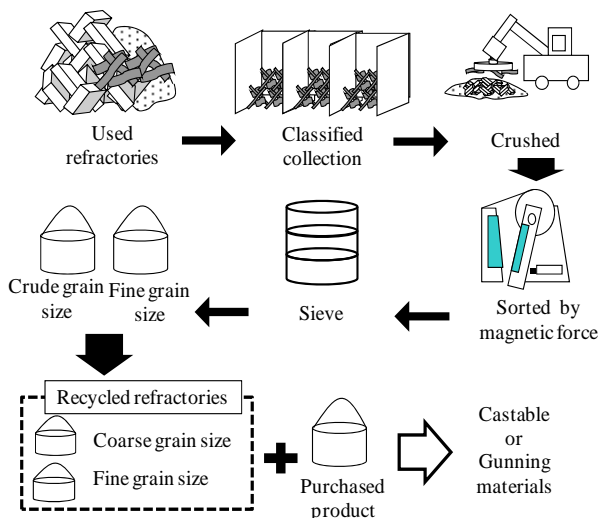 Used
refractories
Classified
collection
Crushed
Sorted by
magnetic force
Sieve
Crude grain
size
Fine grain
size
Recycled refractories
Coarse grain size
Fine grain size
Purchased
product
Castable
or
Gunning
materials